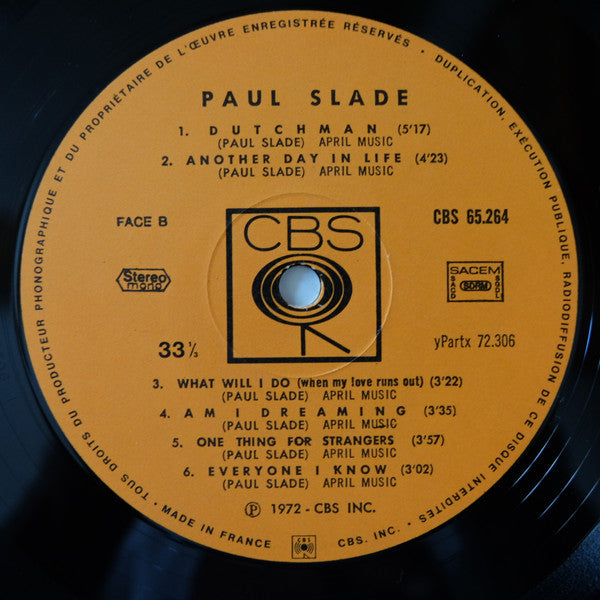 TOUS DROITS DU PRODUCTEUR PHONOGRAPHIQUE ET DU PROPRIÉTAIRE DE L'ŒUVRE ENREGISTRÉE RÉSERVÉS • DUPLICATION, EXÉCUTION PUBLIQUE, RADIODIFFUSION DE CE DISQUE INTERDITES •
PAUL SLADE
1. DUTCHMAN (5'17)
(PAUL SLADE) APRIL MUSIC
2. ANOTHER DAY IN LIFE (4'23)
(PAUL SLADE) APRIL MUSIC
FACE B
CBS
CBS 65.264
Stereo
mono
SACEM
SACD SDRM SGDL
33⅓
yPartx 72.306
3. WHAT WILL I DO (when my love runs out) (3'22)
(PAUL SLADE) APRIL MUSIC
4. AM I DREAMING (3'35)
(PAUL SLADE) APRIL MUSIC
5. ONE THING FOR STRANGERS (3'57)
(PAUL SLADE) APRIL MUSIC
6. EVERYONE I KNOW (3'02)
(PAUL SLADE) APRIL MUSIC
Ⓟ 1972 - CBS INC.
• MADE IN FRANCE
CBS
CBS, INC. •